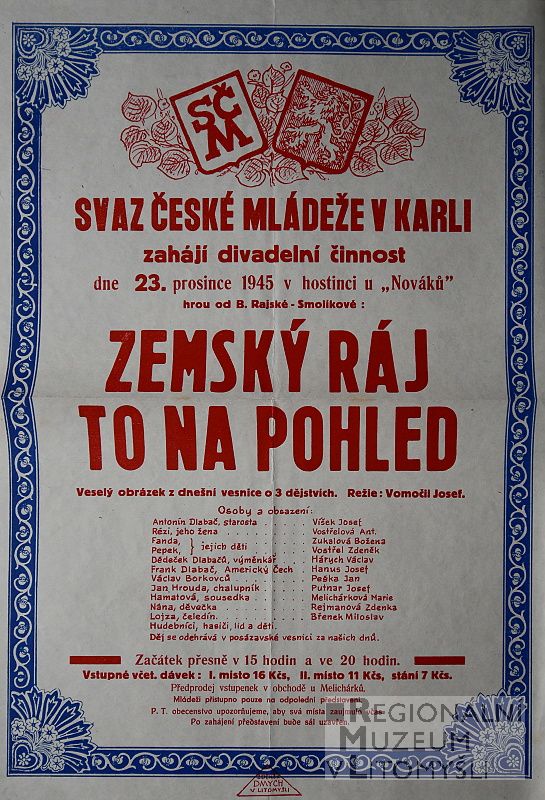 SČM
SVAZ ČESKÉ MLÁDEŽE V KARLI
zahájí divadelní činnost
dne 23. prosince 1945 v hostinci u „Nováků"
hrou od B. Rajské-Smolíkové:
ZEMSKÝ RÁJ
TO NA POHLED
Veselý obrázek z dnešní vesnice o 3 dějstvích. Režie: Vomočil Josef.
Osoby a obsazení:
Antonín Dlabač, starosta . . . . . . . Víšek Josef
Rézi, jeho žena . . . . . . . Vostřelová Ant.
Fanda, } jejich děti . . . . . . . Zukalová Božena
Pepek, } . . . . . . . Vostřel Zdeněk
Dědeček Dlabačů, výměnkář . . Hárych Václav
Frank Dlabač, Americký Čech . Hanus Josef
Václav Borkovců . . . . . . . Peška Jan
Jan Hrouda, chalupník . . . . . Putnar Josef
Hamatová, sousedka . . . . . Melichárková Marie
Nána, děvečka . . . . . . . Rejmanová Zdenka
Lojza, čeledín . . . . . . . Břenek Miloslav
Hudebníci, hasiči, lid a děti.
Děj se odehrává v posázavské vesnici za našich dnů.
Začátek přesně v 15 hodin a ve 20 hodin.
Vstupné včet. dávek: I. místo 16 Kčs, II. místo 11 Kčs, stání 7 Kčs.
Předprodej vstupenek v obchodě u Melichárků.
Mládeži přístupno pouze na odpolední představení.
P. T. obecenstvo upozorňujeme, aby svá místa zaujmulo včas.
Po zahájení představení bude sál uzavřen.
DMYCH
V LITOMYŠLI
REGIONÁLNÍ
MUZEUM
V LITOMYŠLI